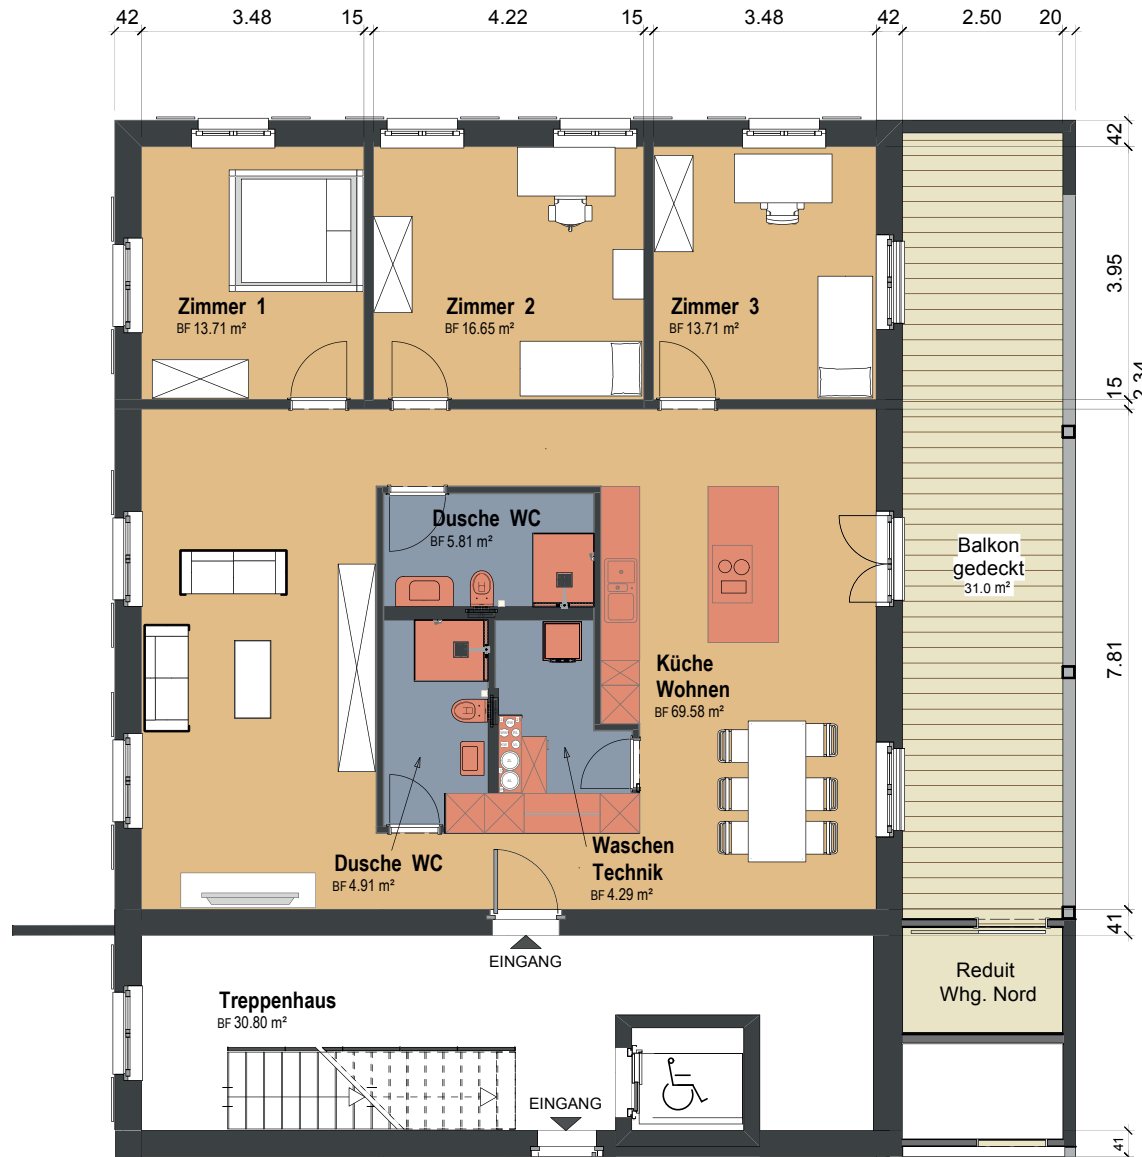 42 3.48 15 4.22 15 3.48 42 2.50 20
42
3.95
15
2.34
7.81
41
41
Zimmer 1
BF 13.71 m²
Zimmer 2
BF 16.65 m²
Zimmer 3
BF 13.71 m²
Dusche WC
BF 5.81 m²
Balkon
gedeckt
31.0 m²
Küche
Wohnen
BF 69.58 m²
Dusche WC
BF 4.91 m²
Waschen
Technik
BF 4.29 m²
EINGANG
Reduit
Whg. Nord
Treppenhaus
BF 30.80 m²
EINGANG